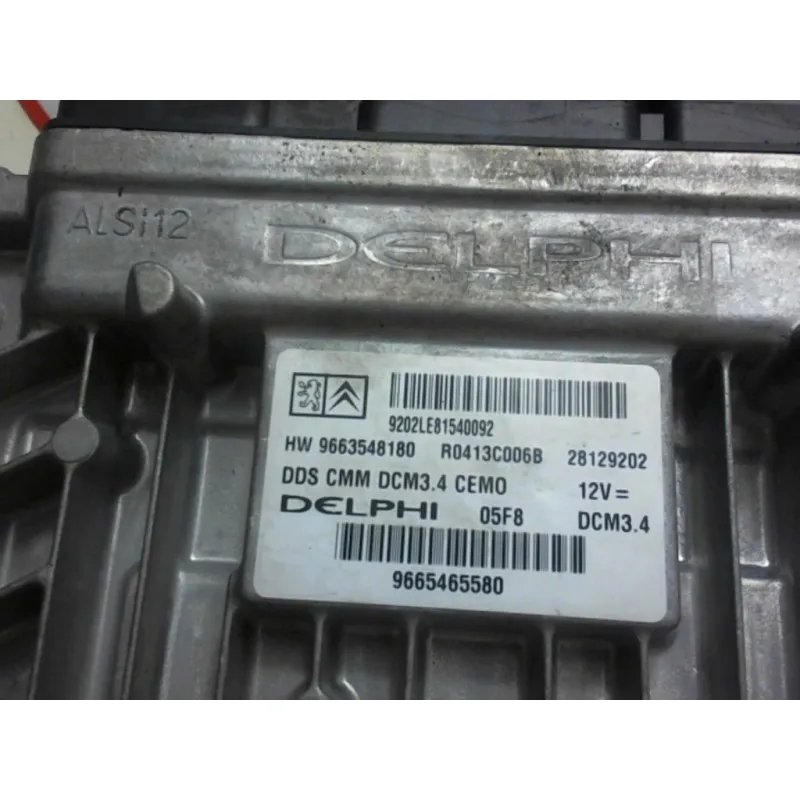 ALSi12
DELPHI
9202LE81540092
HW 9663548180 R0413C006B 28129202
DDS CMM DCM3.4 CEMO 12V =
DELPHI 05F8 DCM3.4
9665465580